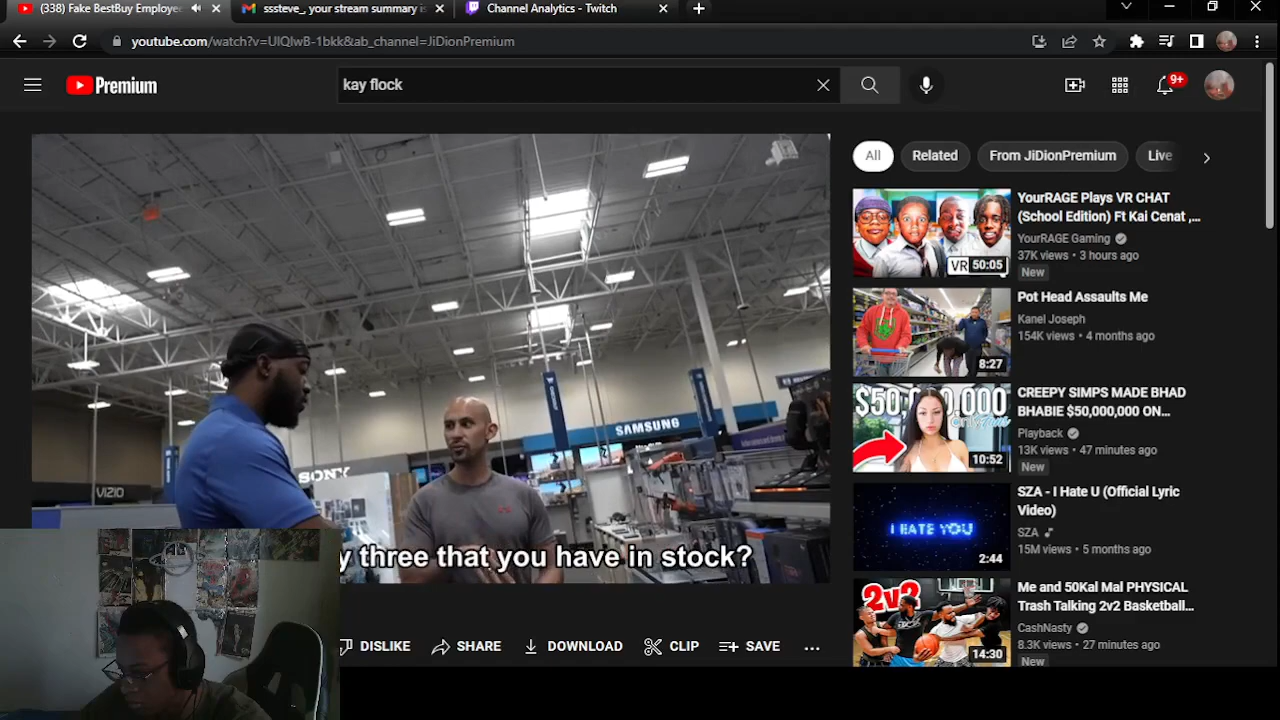 (338) Fake BestBuy Employe
ssteve_, your stream summary is
Channel Analytics - Twitch
youtube.com/watch?v=UlQlwB-1bkk&ab_channel=JiDionPremium
Premium
kay flock
9+
All
Related
From JiDionPremium
Live
YourRAGE Plays VR CHAT
(School Edition) Ft Kai Cenat ,...
YourRAGE Gaming
37K views • 3 hours ago
New
VR 50:05
Pot Head Assaults Me
Kanel Joseph
154K views • 4 months ago
8:27
CREEPY SIMPS MADE BHAD
BHABIE $50,000,000 ON...
Playback
13K views • 47 minutes ago
New
$50,000,000
10:52
SZA - I Hate U (Official Lyric
Video)
SZA
15M views • 5 months ago
I HATE YOU
2:44
Me and 50Kal Mal PHYSICAL
Trash Talking 2v2 Basketball...
CashNasty
8.3K views • 27 minutes ago
New
2v2
14:30
SAMSUNG
SONY
VIZIO
y three that you have in stock?
DISLIKE
SHARE
DOWNLOAD
CLIP
SAVE